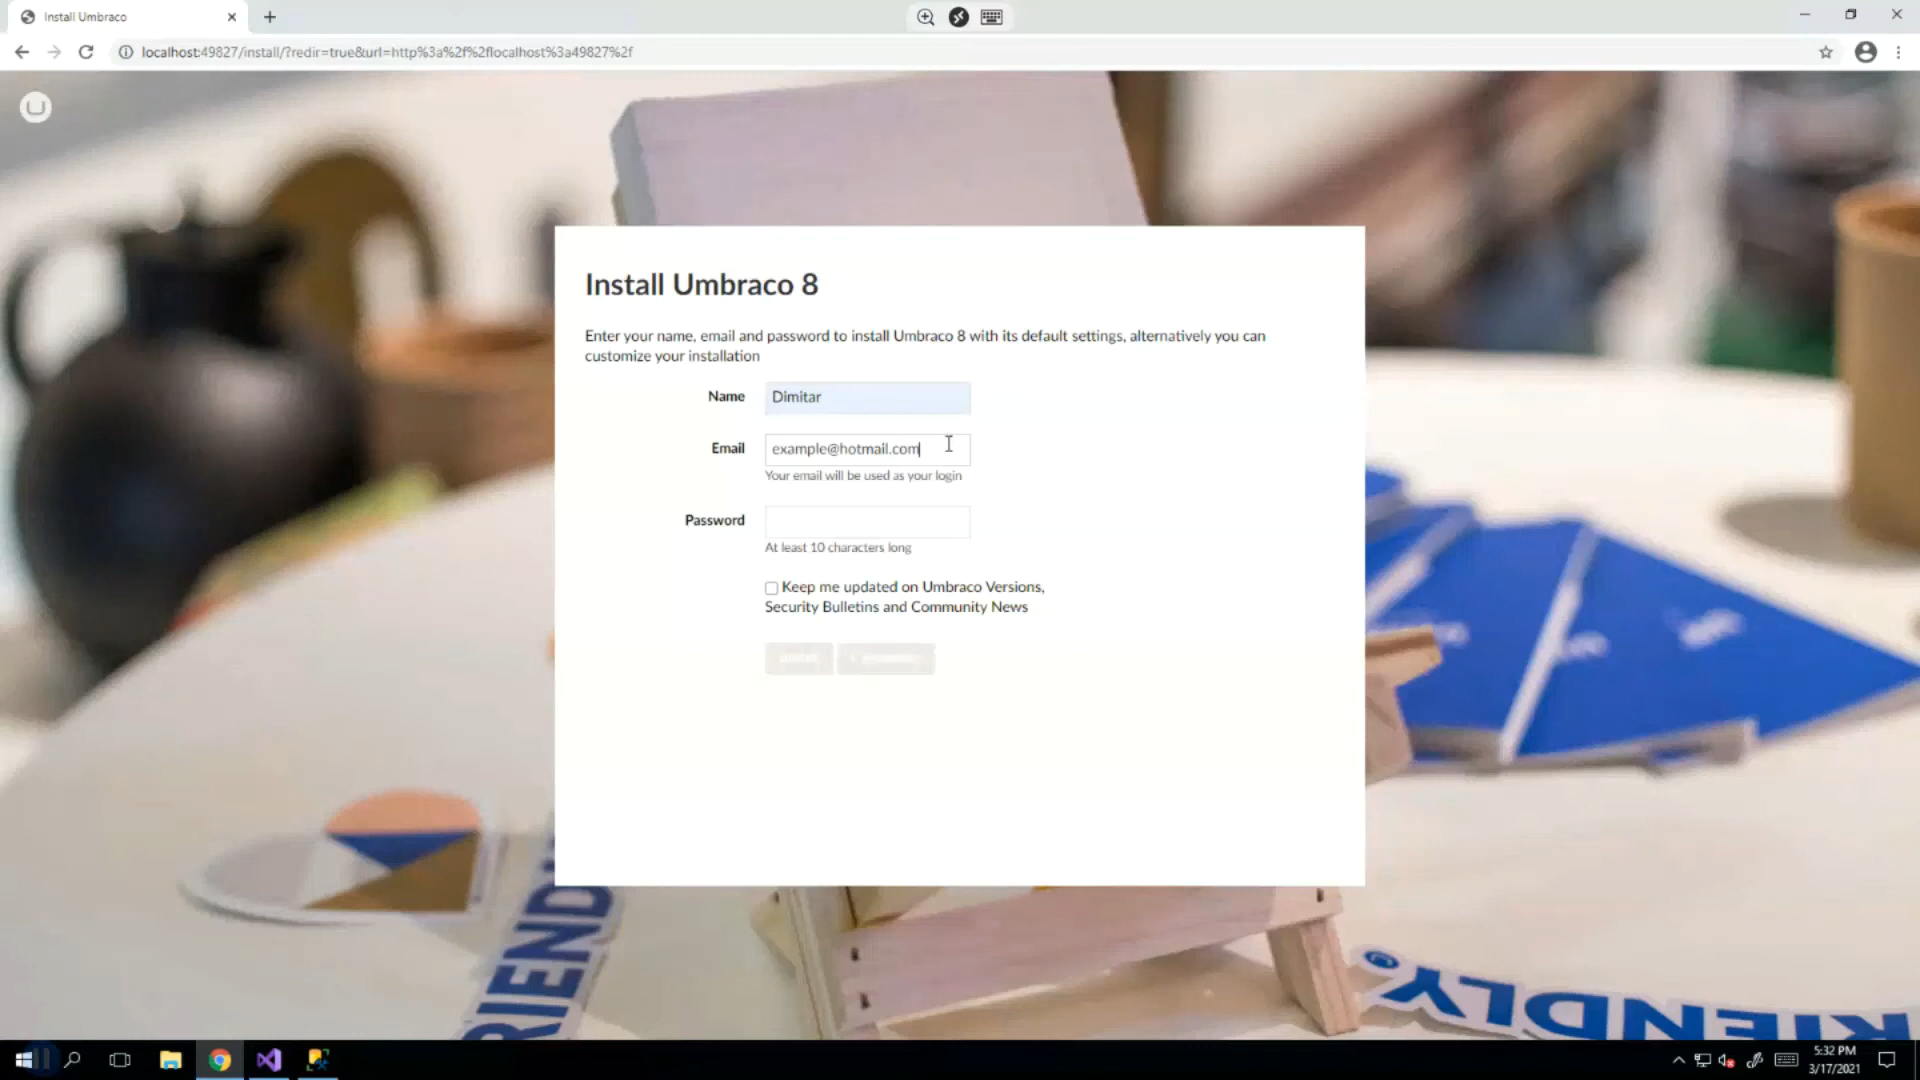 Install Umbraco
localhost:49827/install/?redir=true&url=http%3a%2f%2flocalhost%3a49827%2f
Install Umbraco 8
Enter your name, email and password to install Umbraco 8 with its default settings, alternatively you can
customize your installation
Name
Dimitar
Email
example@hotmail.com
Your email will be used as your login
Password
At least 10 characters long
Keep me updated on Umbraco Versions,
Security Bulletins and Community News
RIENDL
RIENDLY
5:32 PM
3/17/2021